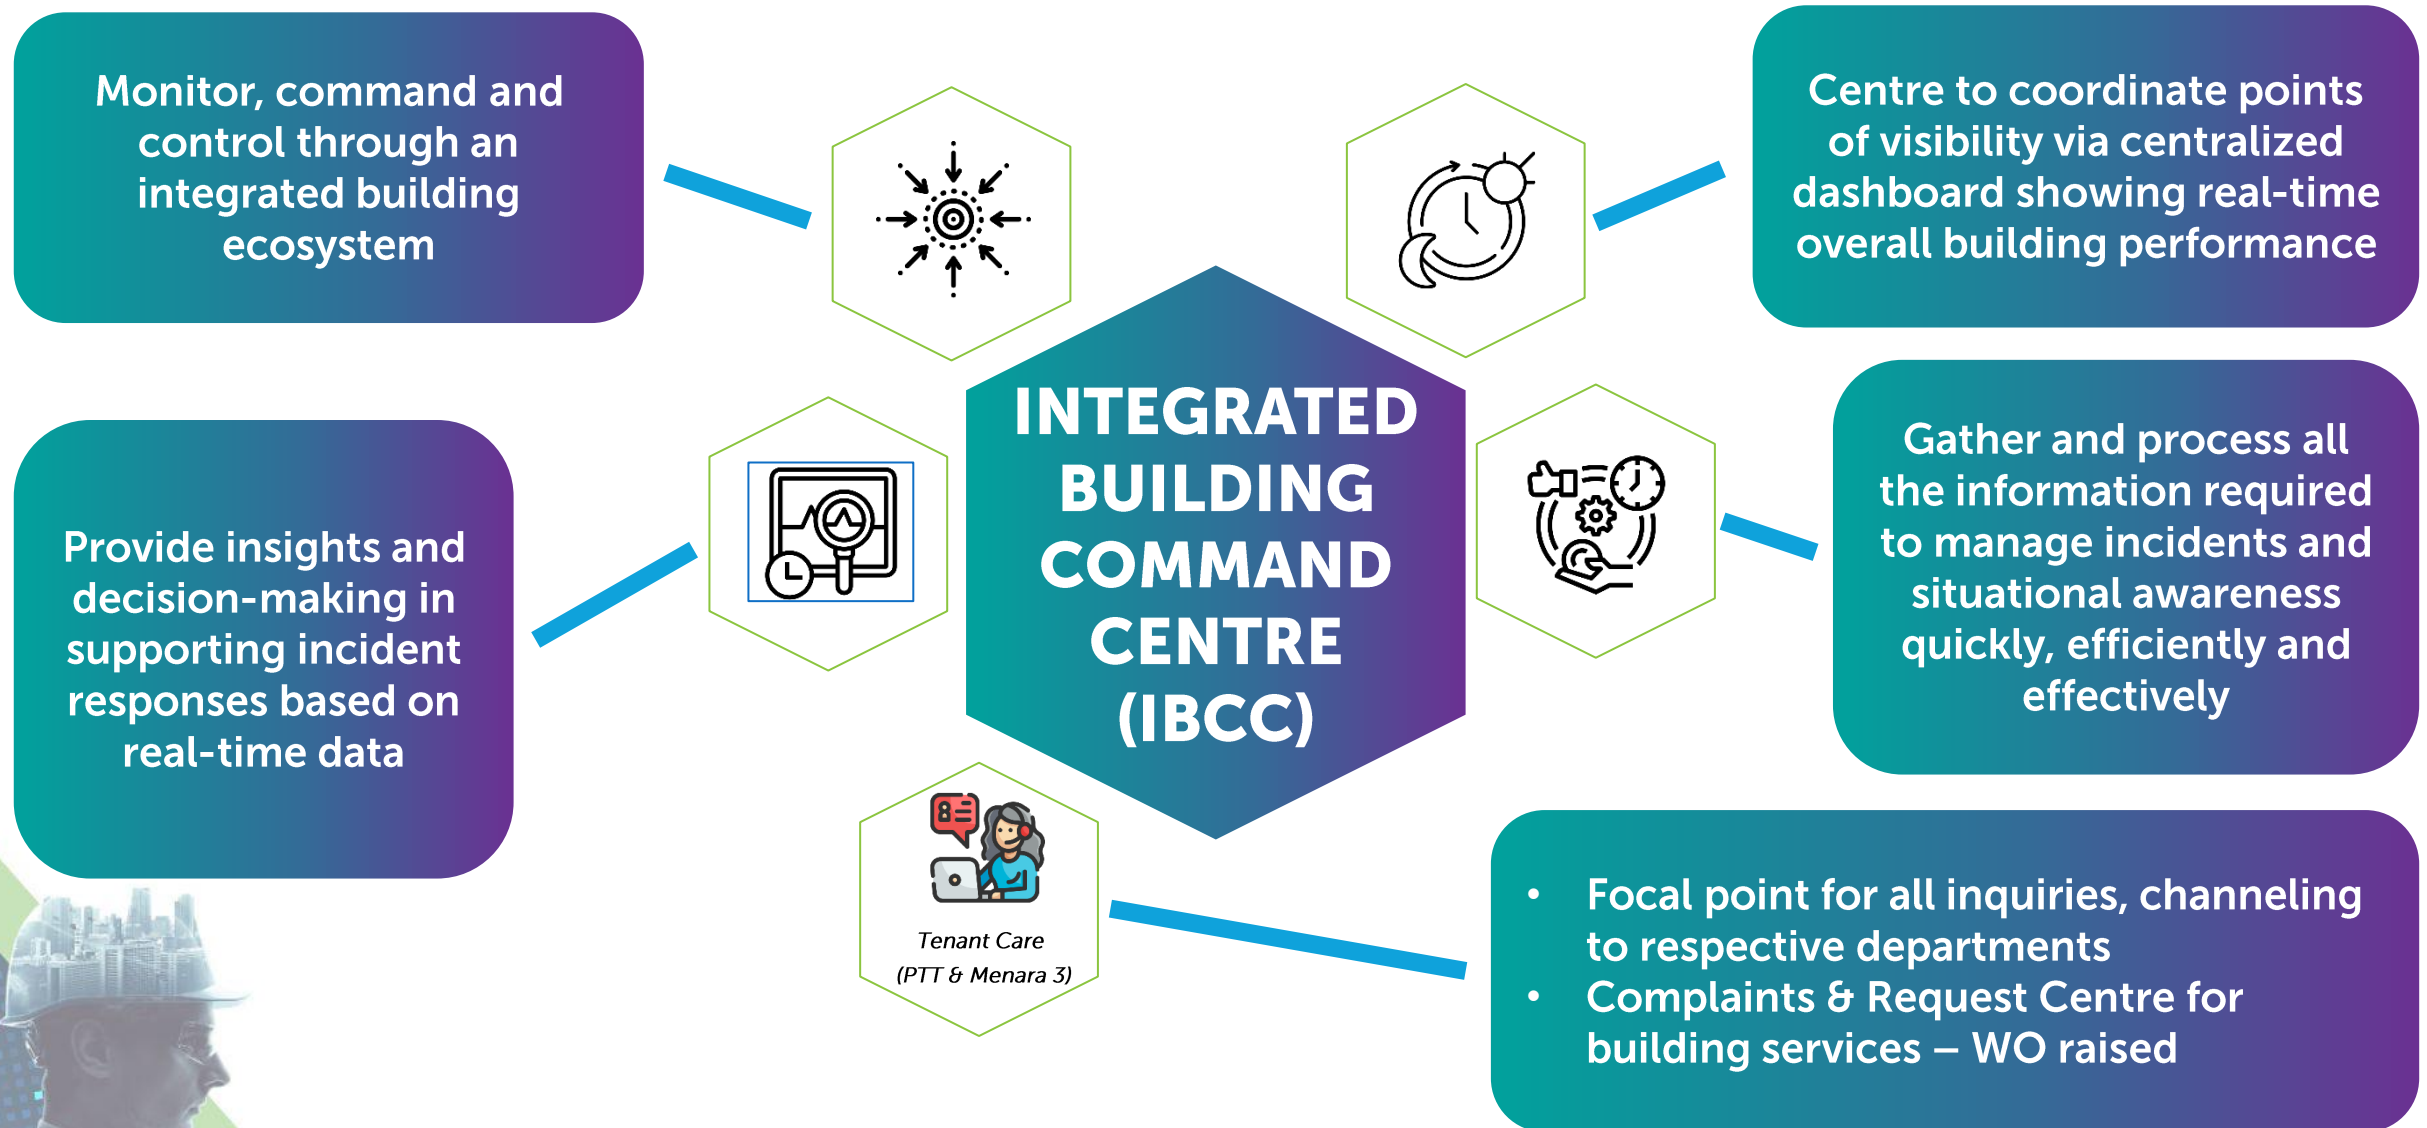 Monitor, command and
control through an
integrated building
ecosystem
Centre to coordinate points
of visibility via centralized
dashboard showing real-time
overall building performance
INTEGRATED
BUILDING
COMMAND
CENTRE
(IBCC)
Provide insights and
decision-making in
supporting incident
responses based on
real-time data
Gather and process all
the information required
to manage incidents and
situational awareness
quickly, efficiently and
effectively
Tenant Care
(PTT & Menara 3)
• Focal point for all inquiries, channeling
to respective departments
• Complaints & Request Centre for
building services – WO raised